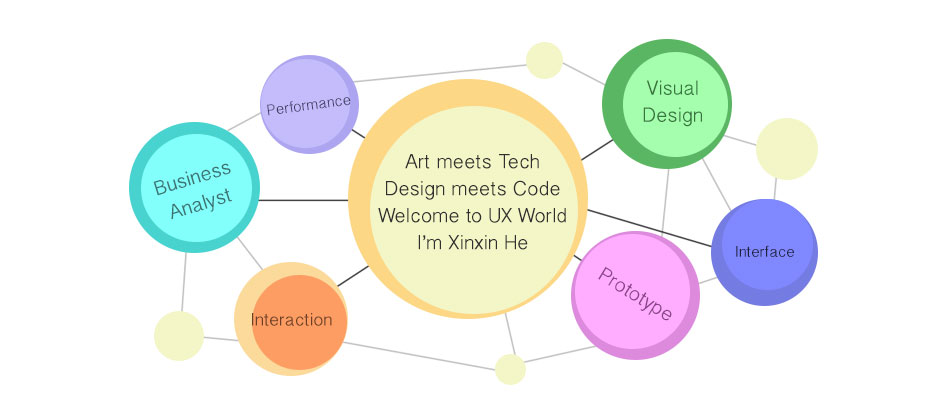 Performance
Visual
Design
Business
Analyst
Art meets Tech
Design meets Code
Welcome to UX World
I'm Xinxin He
Interface
Prototype
Interaction